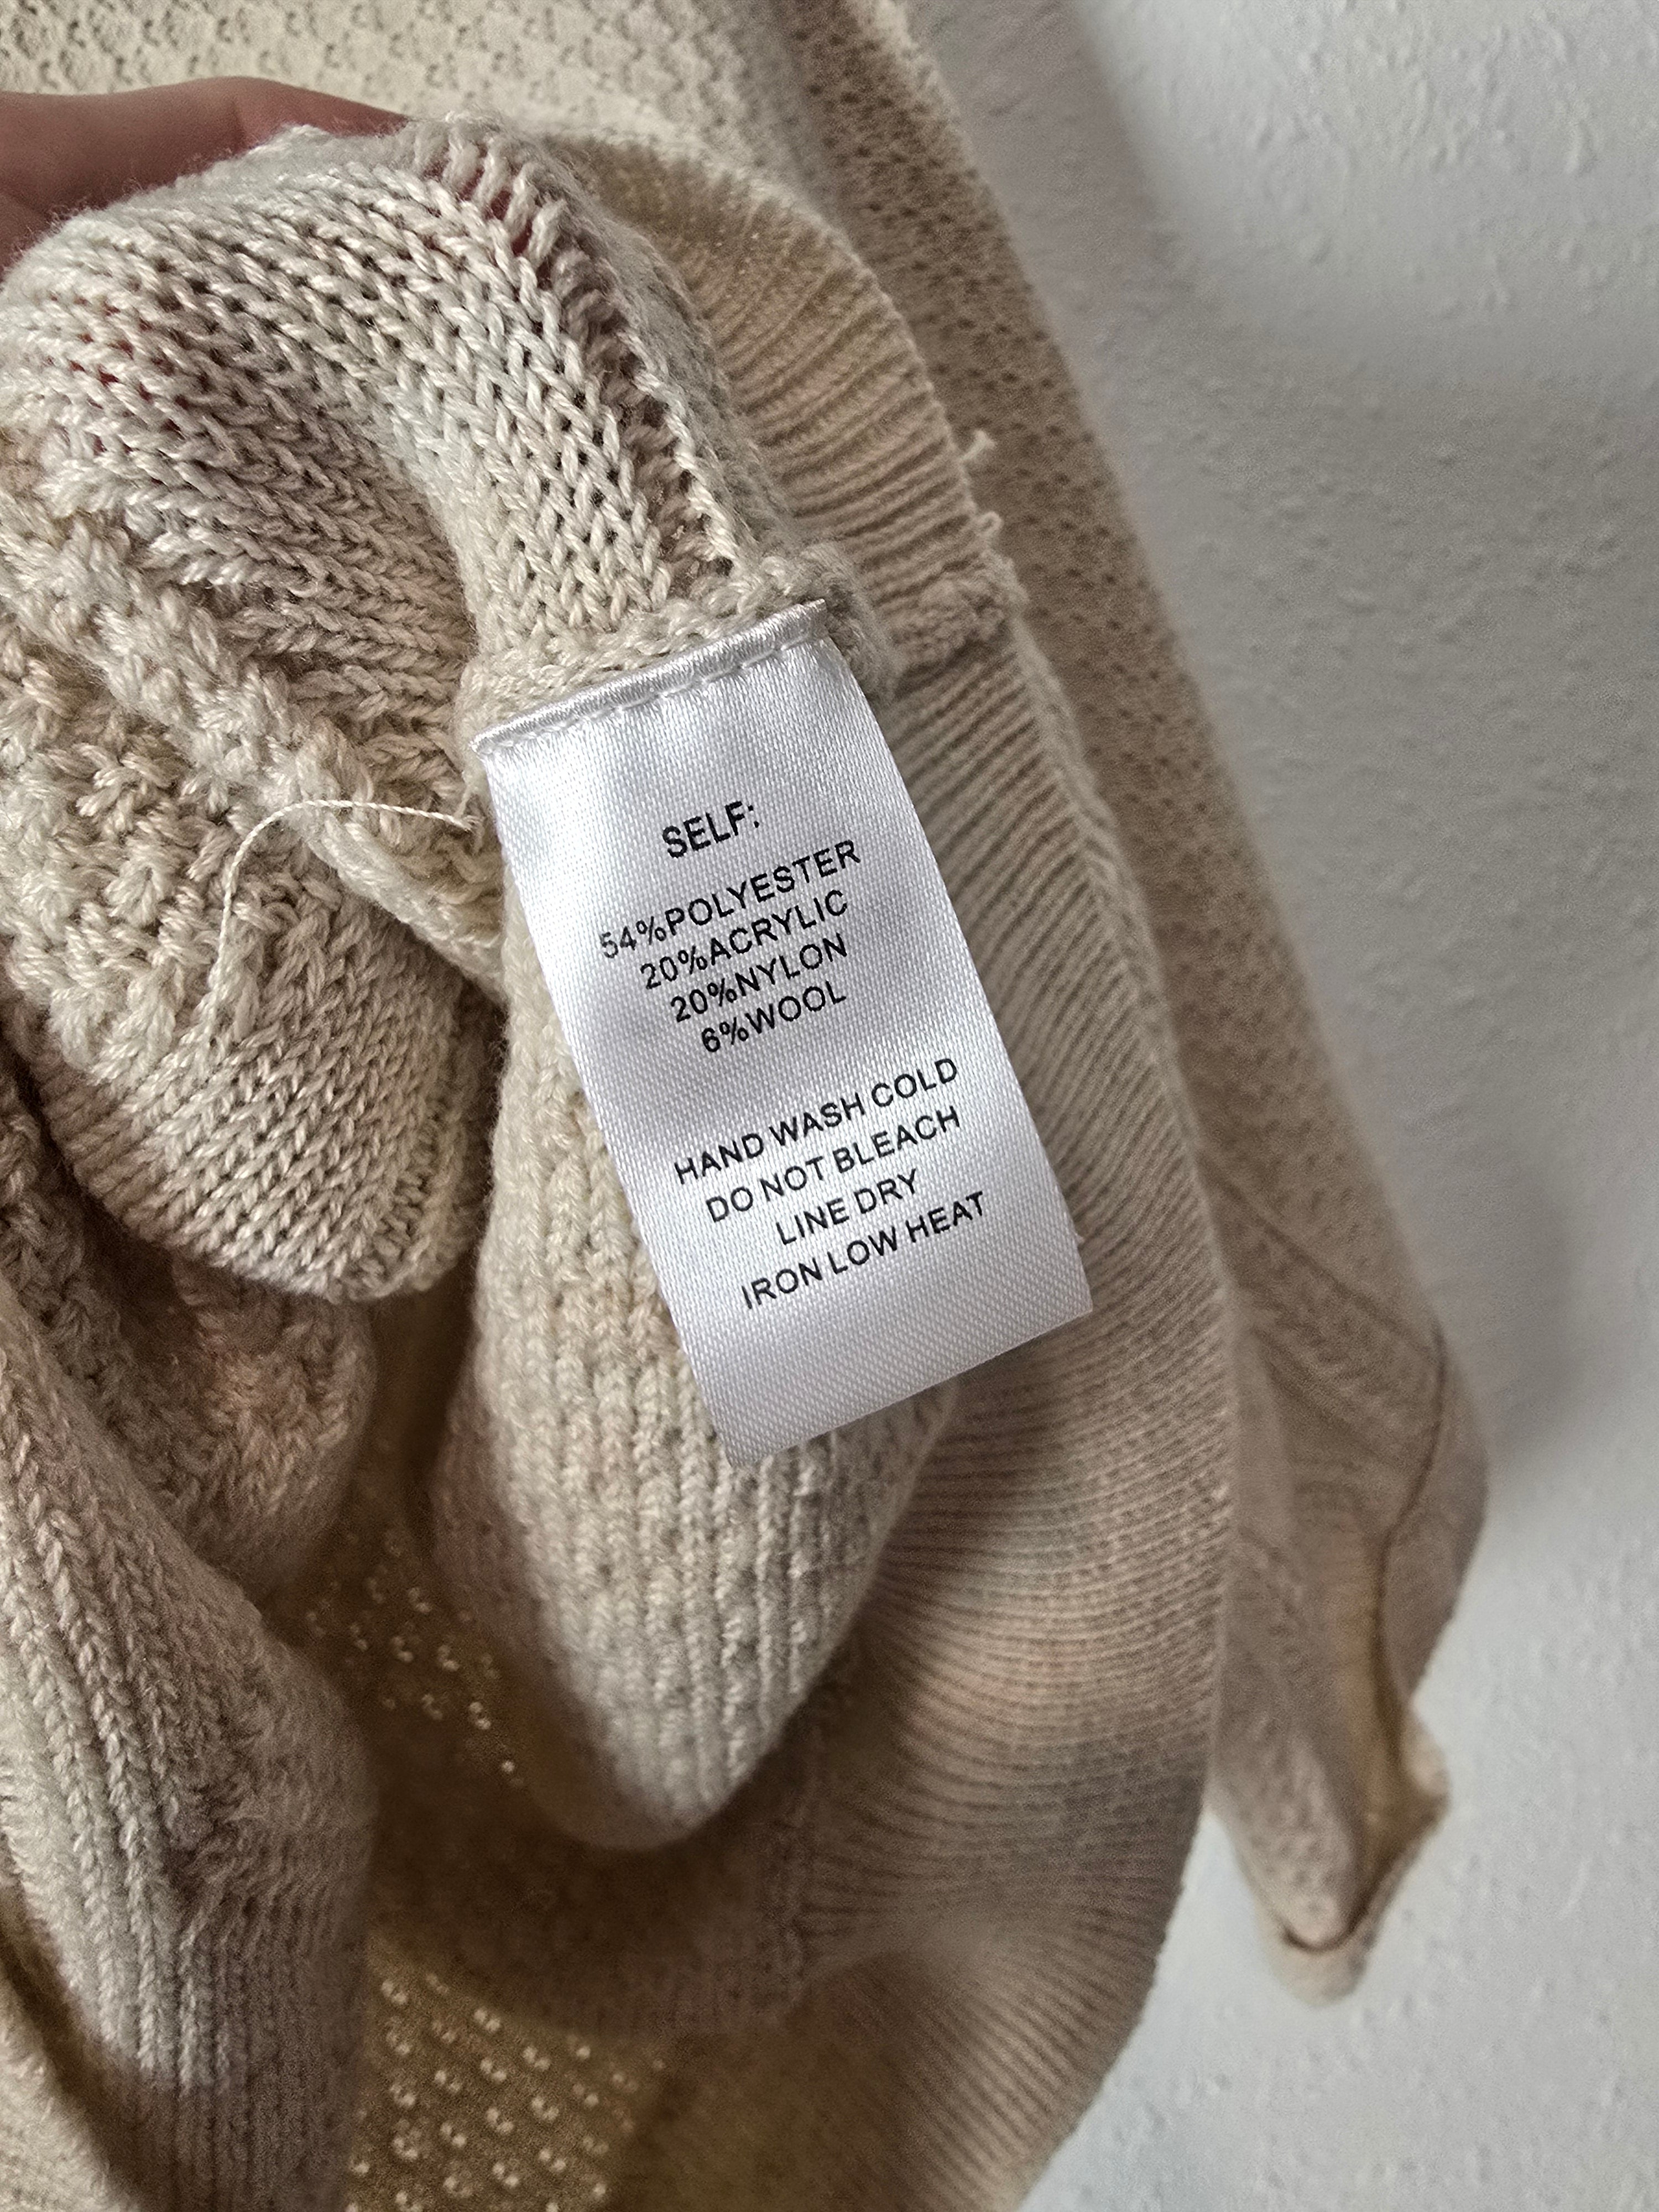 SELF:
54%POLYESTER
20%ACRYLIC
20%NYLON
6%WOOL
HAND WASH COLD
DO NOT BLEACH
LINE DRY
IRON LOW HEAT